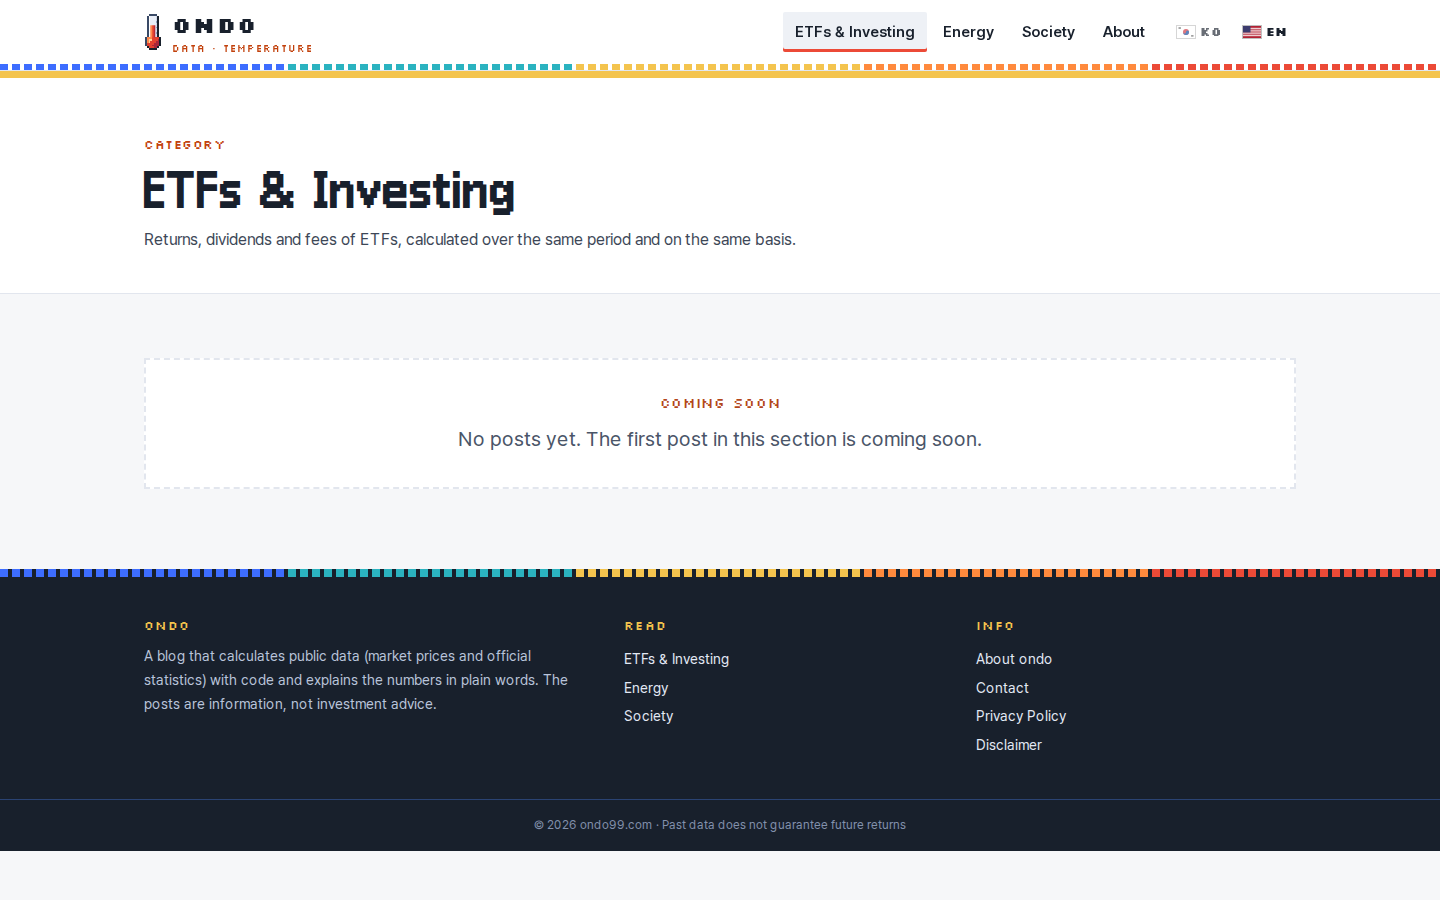 ONDO
DATA · TEMPERATURE
ETFs & Investing
Energy
Society
About
KO
EN
CATEGORY
ETFs & Investing
Returns, dividends and fees of ETFs, calculated over the same period and on the same basis.
COMING SOON
No posts yet. The first post in this section is coming soon.
ONDO
A blog that calculates public data (market prices and official
statistics) with code and explains the numbers in plain words. The
posts are information, not investment advice.
READ
ETFs & Investing
Energy
Society
INFO
About ondo
Contact
Privacy Policy
Disclaimer
© 2026 ondo99.com · Past data does not guarantee future returns